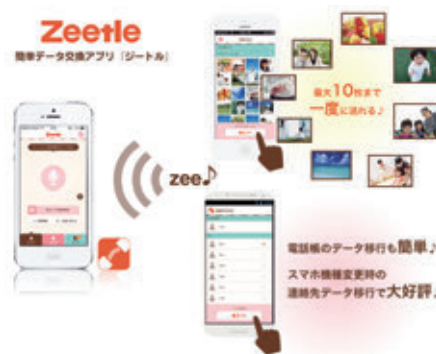 Zeetle
簡単データ交換アプリ「ジートル」
最大10枚まで
一度に送れる♪
zee♪
電話帳のデータ移行も簡単♪
スマホ機種変更時の
連絡先データ移行で大好評♪
Zeetle